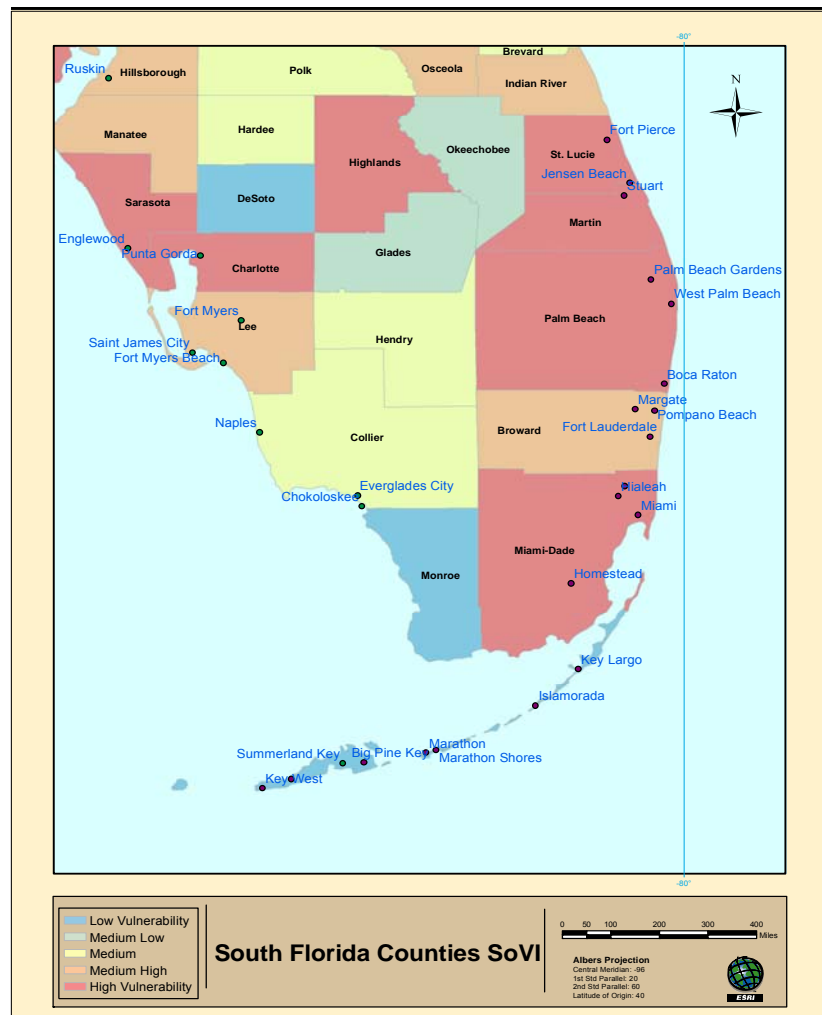 -80°
Brevard
Ruskin
Hillsborough
Polk
Osceola
Indian River
N
Manatee
Hardee
Okeechobee
Fort Pierce
St. Lucie
Highlands
Jensen Beach
Stuart
DeSoto
Sarasota
Martin
Englewood
Punta Gorda
Glades
Charlotte
Palm Beach Gardens
West Palm Beach
Fort Myers
Lee
Palm Beach
Saint James City
Hendry
Fort Myers Beach
Boca Raton
Margate
Pompano Beach
Naples
Collier
Broward
Fort Lauderdale
Everglades City
Hialeah
Chokoloskee
Miami
Miami-Dade
Monroe
Homestead
Key Largo
Islamorada
Marathon
Summerland Key
Big Pine Key
Marathon Shores
Key West
-80°
Low Vulnerability
Medium Low
Medium
Medium High
High Vulnerability
South Florida Counties SoVI
0 50 100 200 300 400
Miles
Albers Projection
Central Meridian: -96
1st Std Parallel: 20
2nd Std Parallel: 60
Latitude of Origin: 40
ESRI